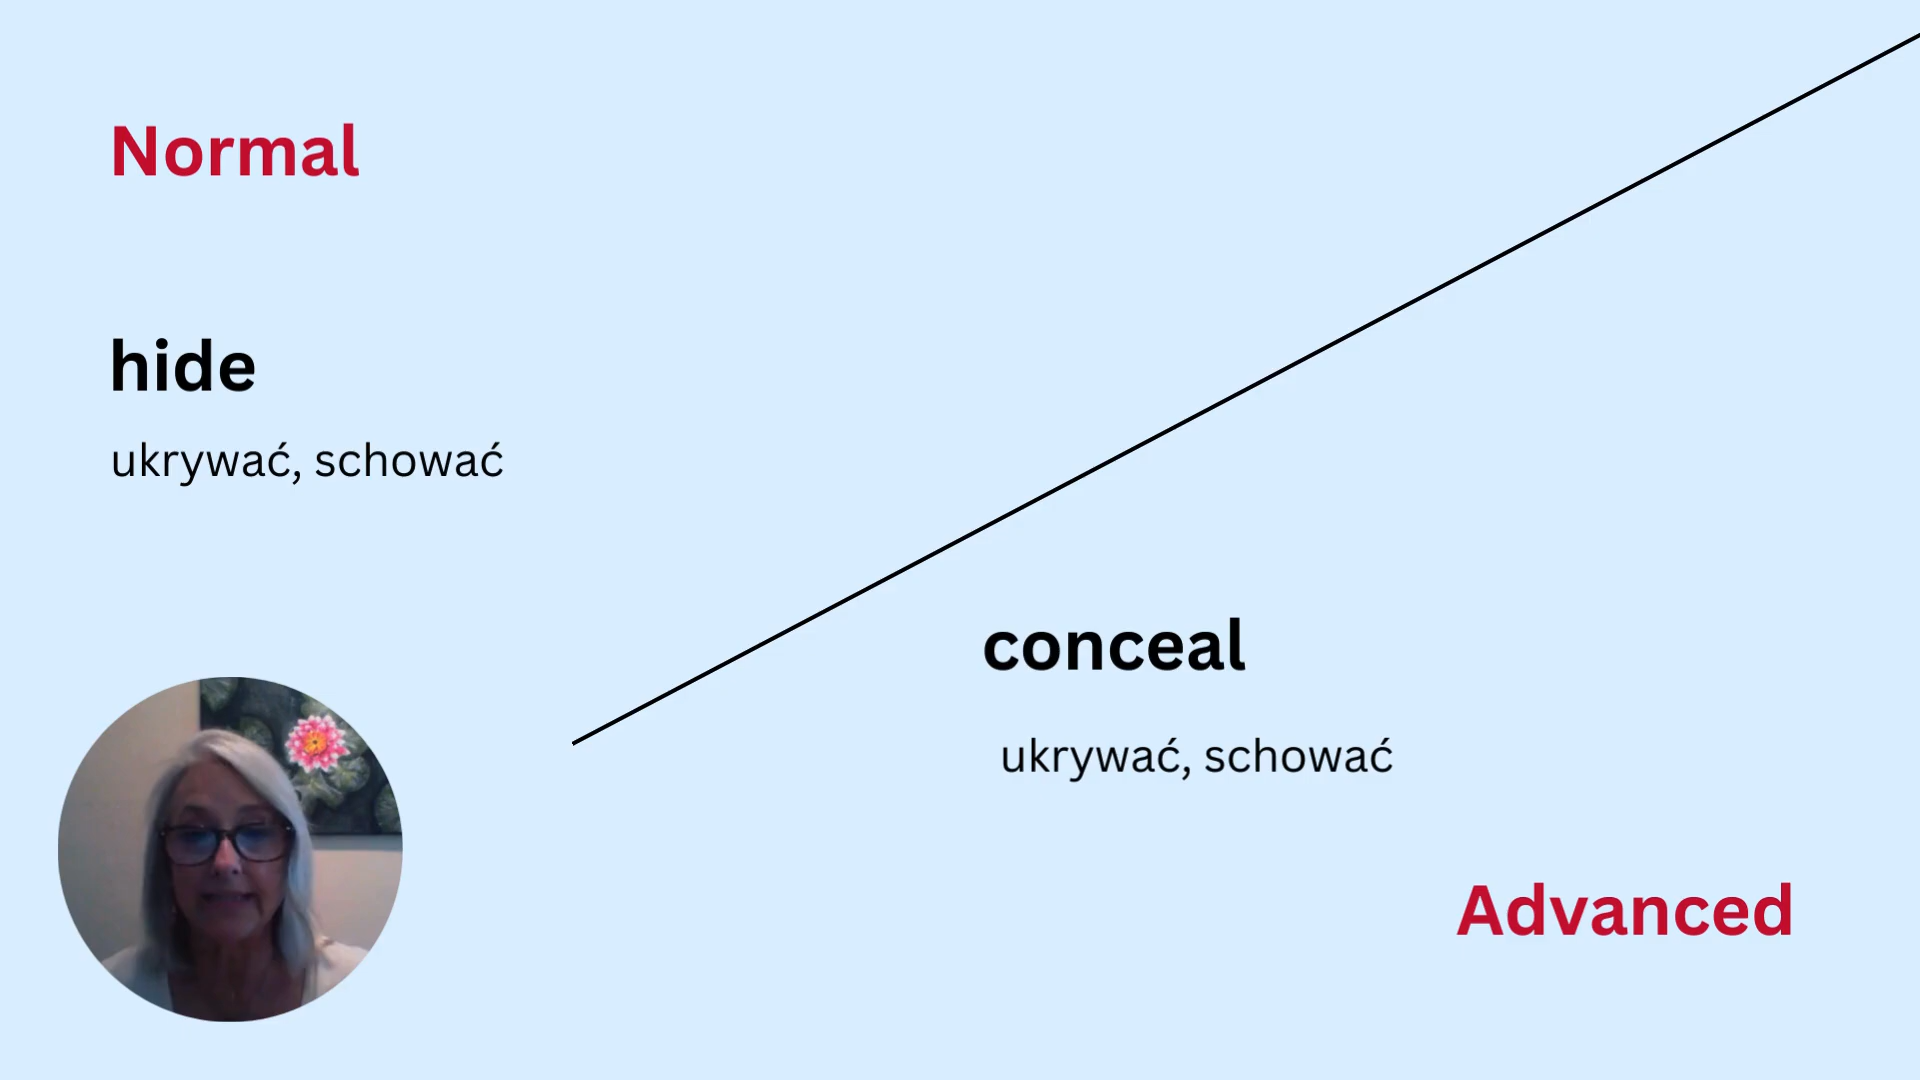 Normal
hide
ukrywać, schować
conceal
ukrywać, schować
Advanced